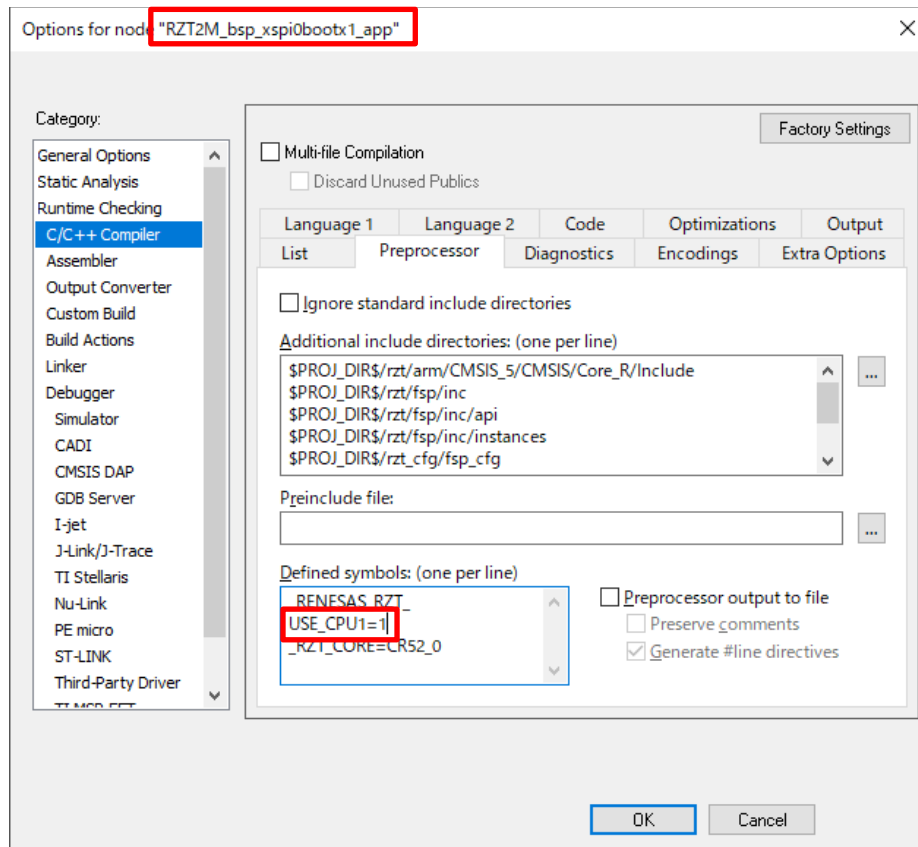 Options for node "RZT2M_bsp_xspi0bootx1_app"
Category:
General Options
Static Analysis
Runtime Checking
C/C++ Compiler
Assembler
Output Converter
Custom Build
Build Actions
Linker
Debugger
Simulator
CADI
CMSIS DAP
GDB Server
I-jet
J-Link/J-Trace
TI Stellaris
Nu-Link
PE micro
ST-LINK
Third-Party Driver
TI MSP-FET
Factory Settings
Multi-file Compilation
Discard Unused Publics
Language 1 Language 2 Code Optimizations Output
List Preprocessor Diagnostics Encodings Extra Options
Ignore standard include directories
Additional include directories: (one per line)
$PROJ_DIR$/rzt/arm/CMSIS_5/CMSIS/Core_R/Include
$PROJ_DIR$/rzt/fsp/inc
$PROJ_DIR$/rzt/fsp/inc/api
$PROJ_DIR$/rzt/fsp/inc/instances
$PROJ_DIR$/rzt_cfg/fsp_cfg
...
Preinclude file:
...
Defined symbols: (one per line)
_RENESAS_RZT_
USE_CPU1=1
_RZT_CORE=CR52_0
Preprocessor output to file
Preserve comments
Generate #line directives
OK Cancel